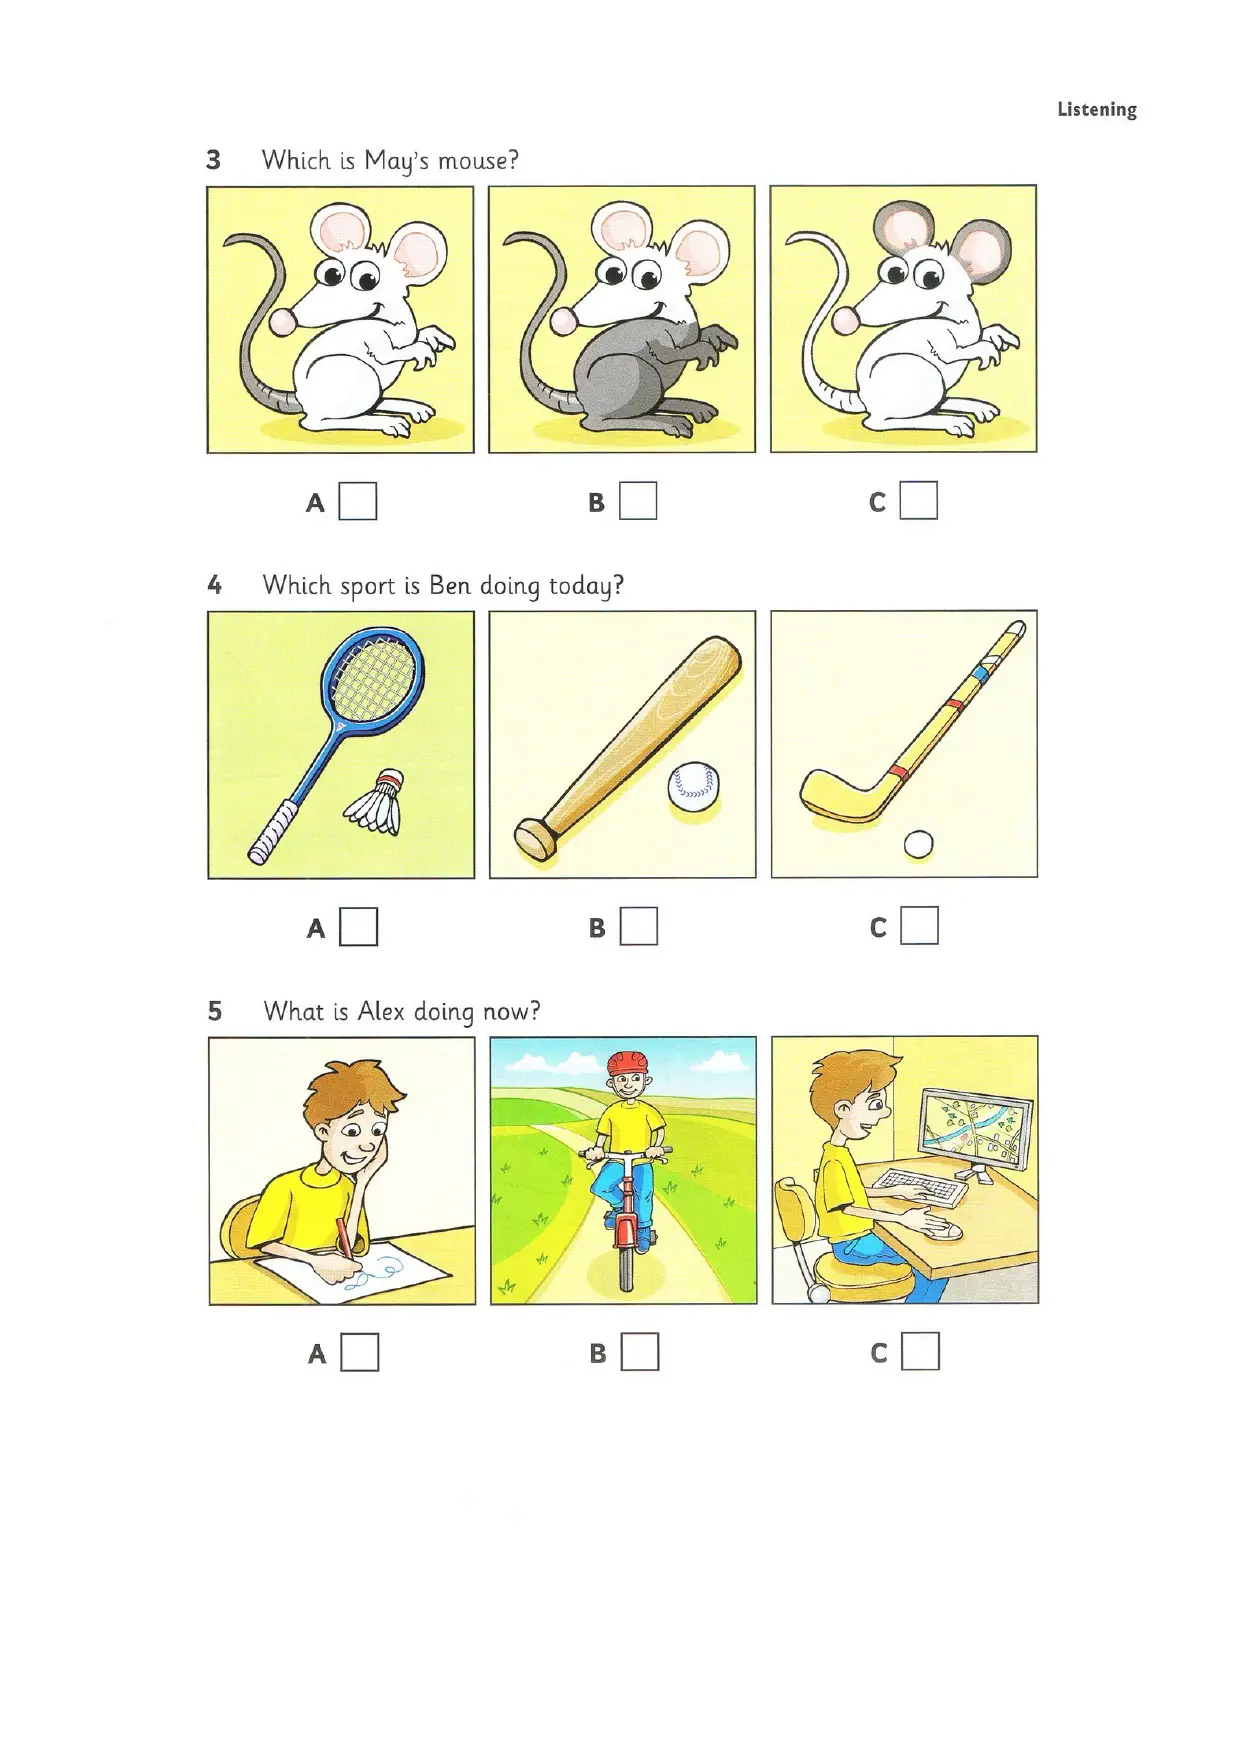 Listening
3 Which is May's mouse?
A B C
4 Which sport is Ben doing today?
A B C
5 What is Alex doing now?
A B C